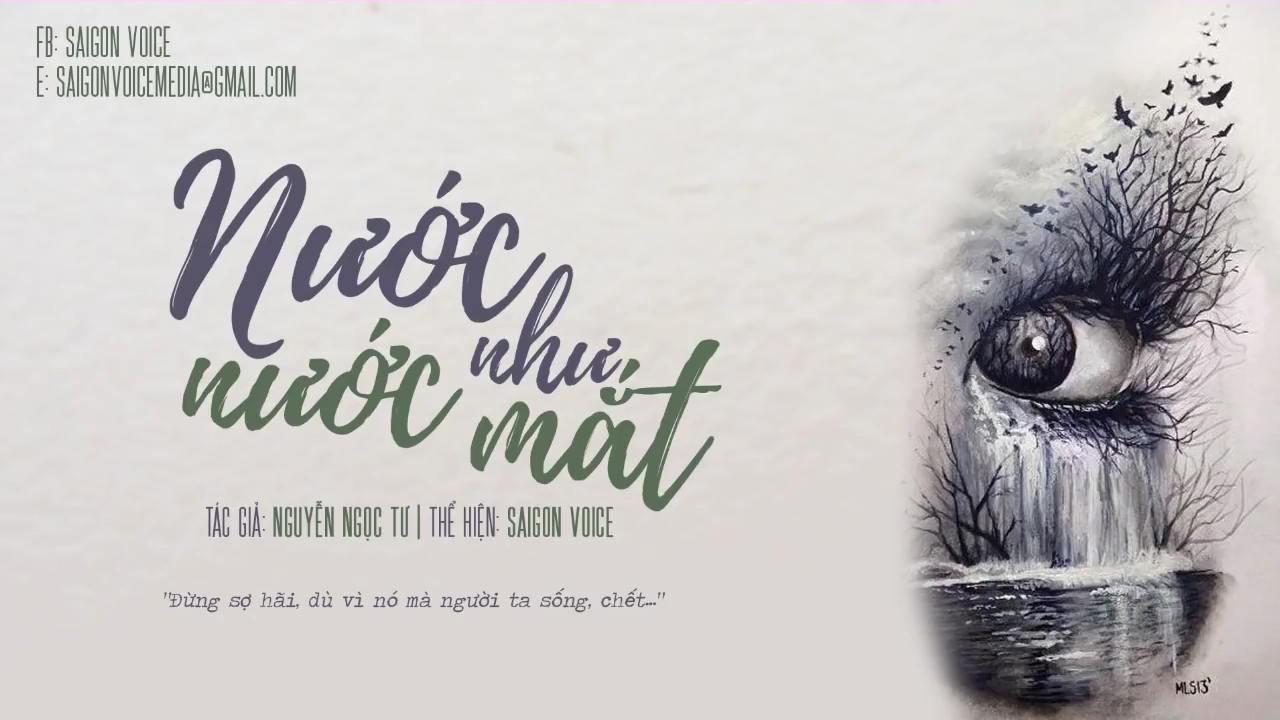 FB: SAIGON VOICE
E: SAIGONVOICEMEDIA@GMAIL.COM
Nước như
nước mắt
TÁC GIẢ: NGUYỄN NGỌC TƯ | THỂ HIỆN: SAIGON VOICE
"Đừng sợ hãi, dù vì nó mà người ta sống, chết..."
MLS13'